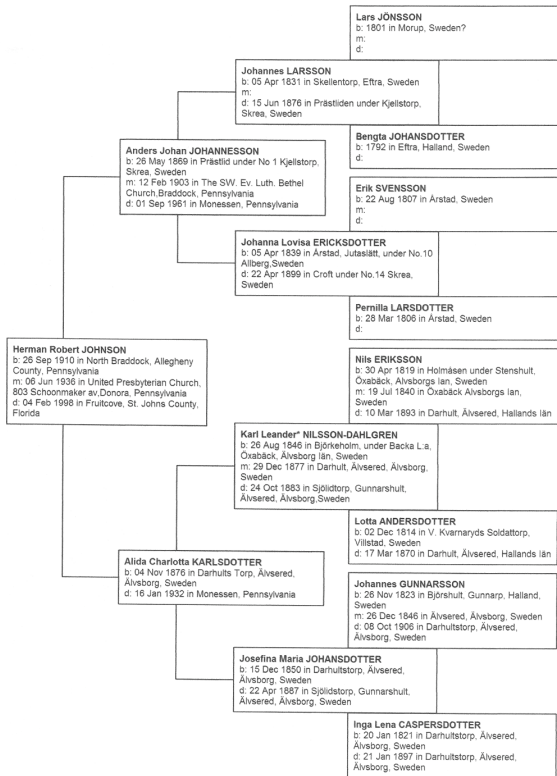 Lars JÖNSSON
b: 1801 in Morup, Sweden?
m:
d:
Johannes LARSSON
b: 05 Apr 1831 in Skellentorp, Eftra, Sweden
m:
d: 15 Jun 1876 in Prästliden under Kjellstorp,
Skrea, Sweden
Bengta JOHANSDOTTER
b: 1792 in Eftra, Halland, Sweden
d:
Anders Johan JOHANNESSON
b: 26 May 1869 in Prästlid under No 1 Kjellstorp,
Skrea, Sweden
m: 12 Feb 1903 in The SW. Ev. Luth. Bethel
Church,Braddock, Pennsylvania
d: 01 Sep 1961 in Monessen, Pennsylvania
Erik SVENSSON
b: 22 Aug 1807 in Årstad, Sweden
m:
d:
Johanna Lovisa ERICKSDOTTER
b: 05 Apr 1839 in Årstad, Jutaslätt, under No.10
Allberg,Sweden
d: 22 Apr 1899 in Croft under No.14 Skrea,
Sweden
Pernilla LARSDOTTER
b: 28 Mar 1806 in Årstad, Sweden
d:
Herman Robert JOHNSON
b: 26 Sep 1910 in North Braddock, Allegheny
County, Pennsylvania
m: 06 Jun 1936 in United Presbyterian Church,
803 Schoonmaker av,Donora, Pennsylvania
d: 04 Feb 1998 in Fruitcove, St. Johns County,
Florida
Nils ERIKSSON
b: 30 Apr 1819 in Holmåsen under Stenshult,
Öxabäck, Alvsborgs lan, Sweden
m: 19 Jul 1840 in Öxabäck Alvsborgs lan,
Sweden
d: 10 Mar 1893 in Darhult, Älvsered, Hallands län
Karl Leander* NILSSON-DAHLGREN
b: 26 Aug 1846 in Björkeholm, under Backa L:a,
Öxabäck, Älvsborg län, Sweden
m: 29 Dec 1877 in Darhult, Älvsered, Älvsborg,
Sweden
d: 24 Oct 1883 in Sjölidtorp, Gunnarshult,
Älvsered, Älvsborg,Sweden
Lotta ANDERSDOTTER
b: 02 Dec 1814 in V. Kvarnaryds Soldattorp,
Villstad, Sweden
d: 17 Mar 1870 in Darhult, Älvsered, Hallands län
Alida Charlotta KARLSDOTTER
b: 04 Nov 1876 in Darhults Torp, Älvsered,
Älvsborg, Sweden
d: 16 Jan 1932 in Monessen, Pennsylvania
Johannes GUNNARSSON
b: 26 Nov 1823 in Björshult, Gunnarp, Halland,
Sweden
m: 26 Dec 1846 in Älvsered, Älvsborg, Sweden
d: 08 Oct 1906 in Darhultstorp, Älvsered,
Älvsborg, Sweden
Josefina Maria JOHANSDOTTER
b: 15 Dec 1850 in Darhultstorp, Älvsered,
Älvsborg, Sweden
d: 22 Apr 1887 in Sjölidstorp, Gunnarshult,
Älvsered, Älvsborg, Sweden
Inga Lena CASPERSDOTTER
b: 20 Jan 1821 in Darhultstorp, Älvsered,
Älvsborg, Sweden
d: 21 Jan 1897 in Darhultstorp, Älvsered,
Älvsborg, Sweden